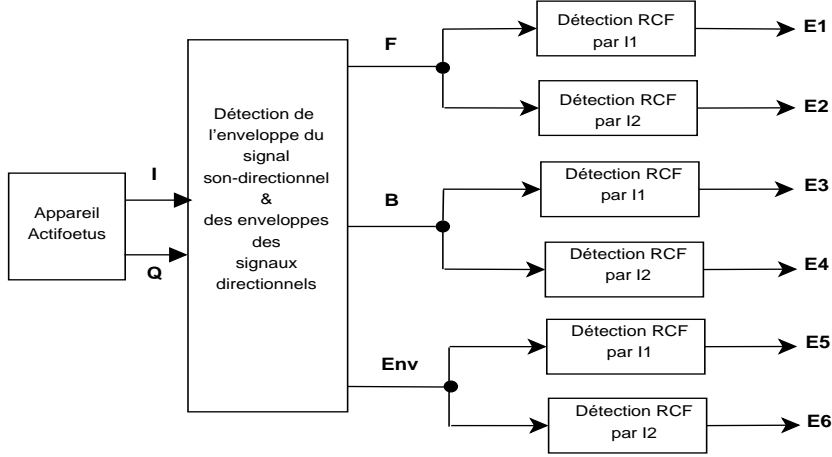 Appareil
Actifoetus
I
Q
Détection de
l'enveloppe du
signal
son-directionnel
&
des enveloppes
des
signaux
directionnels
F
B
Env
Détection RCF
par I1
E1
Détection RCF
par I2
E2
Détection RCF
par I1
E3
Détection RCF
par I2
E4
Détection RCF
par I1
E5
Détection RCF
par I2
E6